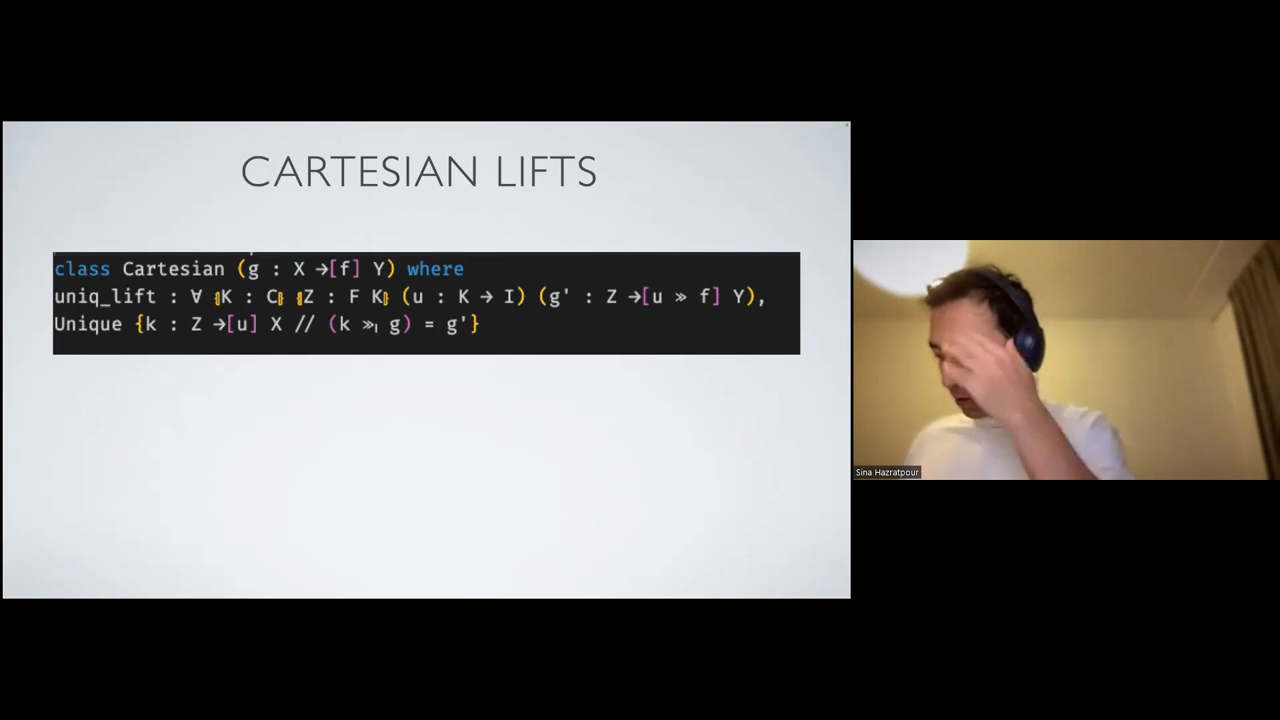 CARTESIAN LIFTS
class Cartesian (g : X →[f] Y) where
uniq_lift : ∀ ⦃K : C⦄ ⦃Z : F K⦄ (u : K → I) (g' : Z →[u ≫ f] Y),
Unique {k : Z →[u] X // (k ≫ₗ g) = g'}
Sina Hazratpour